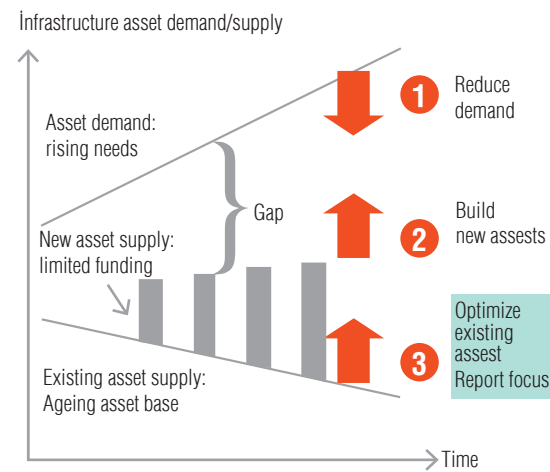 İnfrastructure asset demand/supply
Asset demand:
rising needs
1
Reduce
demand
Gap
New asset supply:
limited funding
2
Build
new assests
3
Optimize
existing
assest
Report focus
Existing asset supply:
Ageing asset base
Time